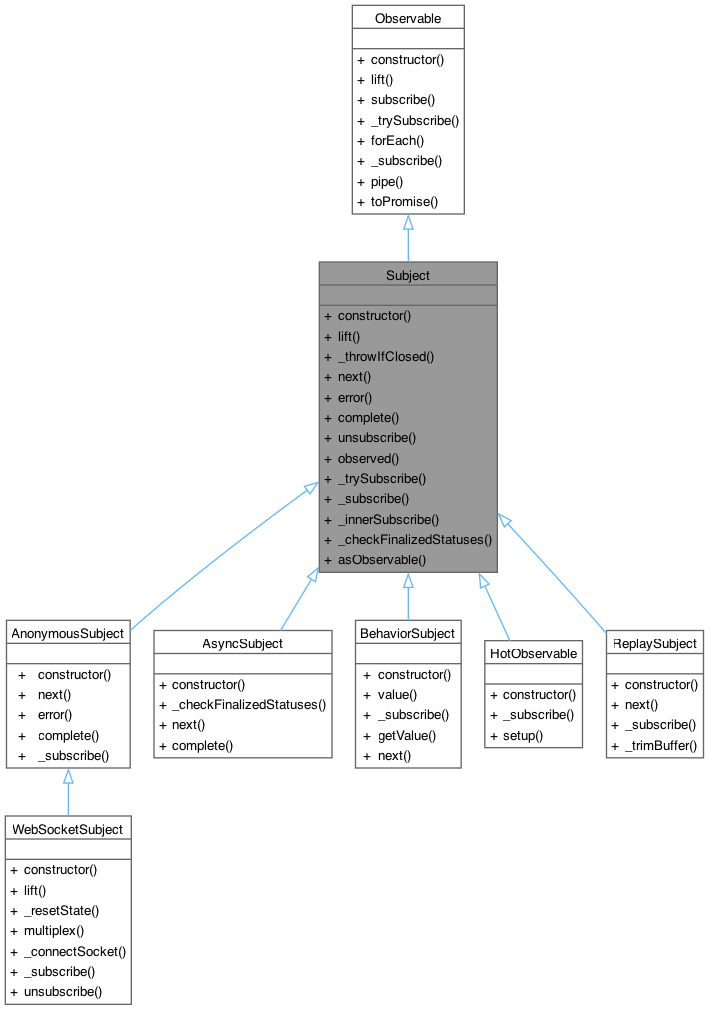 Observable
+ constructor()
+ lift()
+ subscribe()
+ _trySubscribe()
+ forEach()
+ _subscribe()
+ pipe()
+ toPromise()
Subject
+ constructor()
+ lift()
+ _throwIfClosed()
+ next()
+ error()
+ complete()
+ unsubscribe()
+ observed()
+ _trySubscribe()
+ _subscribe()
+ _innerSubscribe()
+ _checkFinalizedStatuses()
+ asObservable()
AnonymousSubject
+ constructor()
+ next()
+ error()
+ complete()
+ _subscribe()
AsyncSubject
+ constructor()
+ _checkFinalizedStatuses()
+ next()
+ complete()
BehaviorSubject
+ constructor()
+ value()
+ _subscribe()
+ getValue()
+ next()
HotObservable
+ constructor()
+ _subscribe()
+ setup()
ReplaySubject
+ constructor()
+ next()
+ _subscribe()
+ _trimBuffer()
WebSocketSubject
+ constructor()
+ lift()
+ _resetState()
+ multiplex()
+ _connectSocket()
+ _subscribe()
+ unsubscribe()